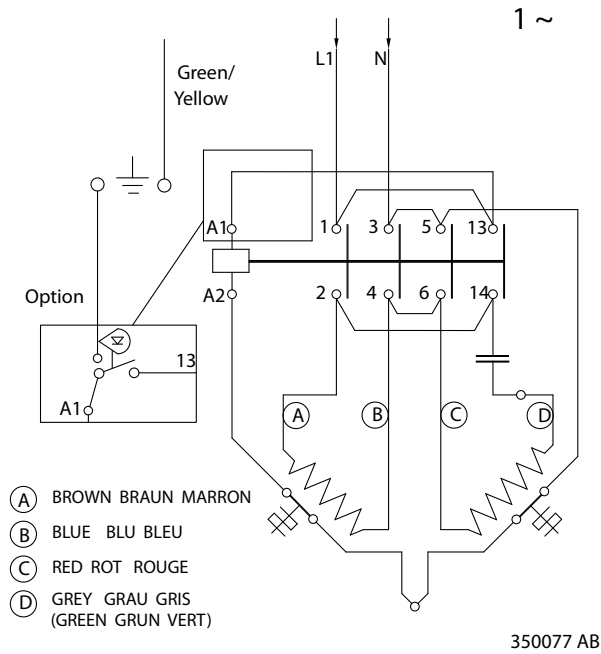 1 ~
L1 N
Green/
Yellow
A1 1 3 5 13
A2 2 4 6 14
Option
13
A1
A B C D
A BROWN BRAUN MARRON
B BLUE BLU BLEU
C RED ROT ROUGE
D GREY GRAU GRIS
(GREEN GRUN VERT)
350077 AB